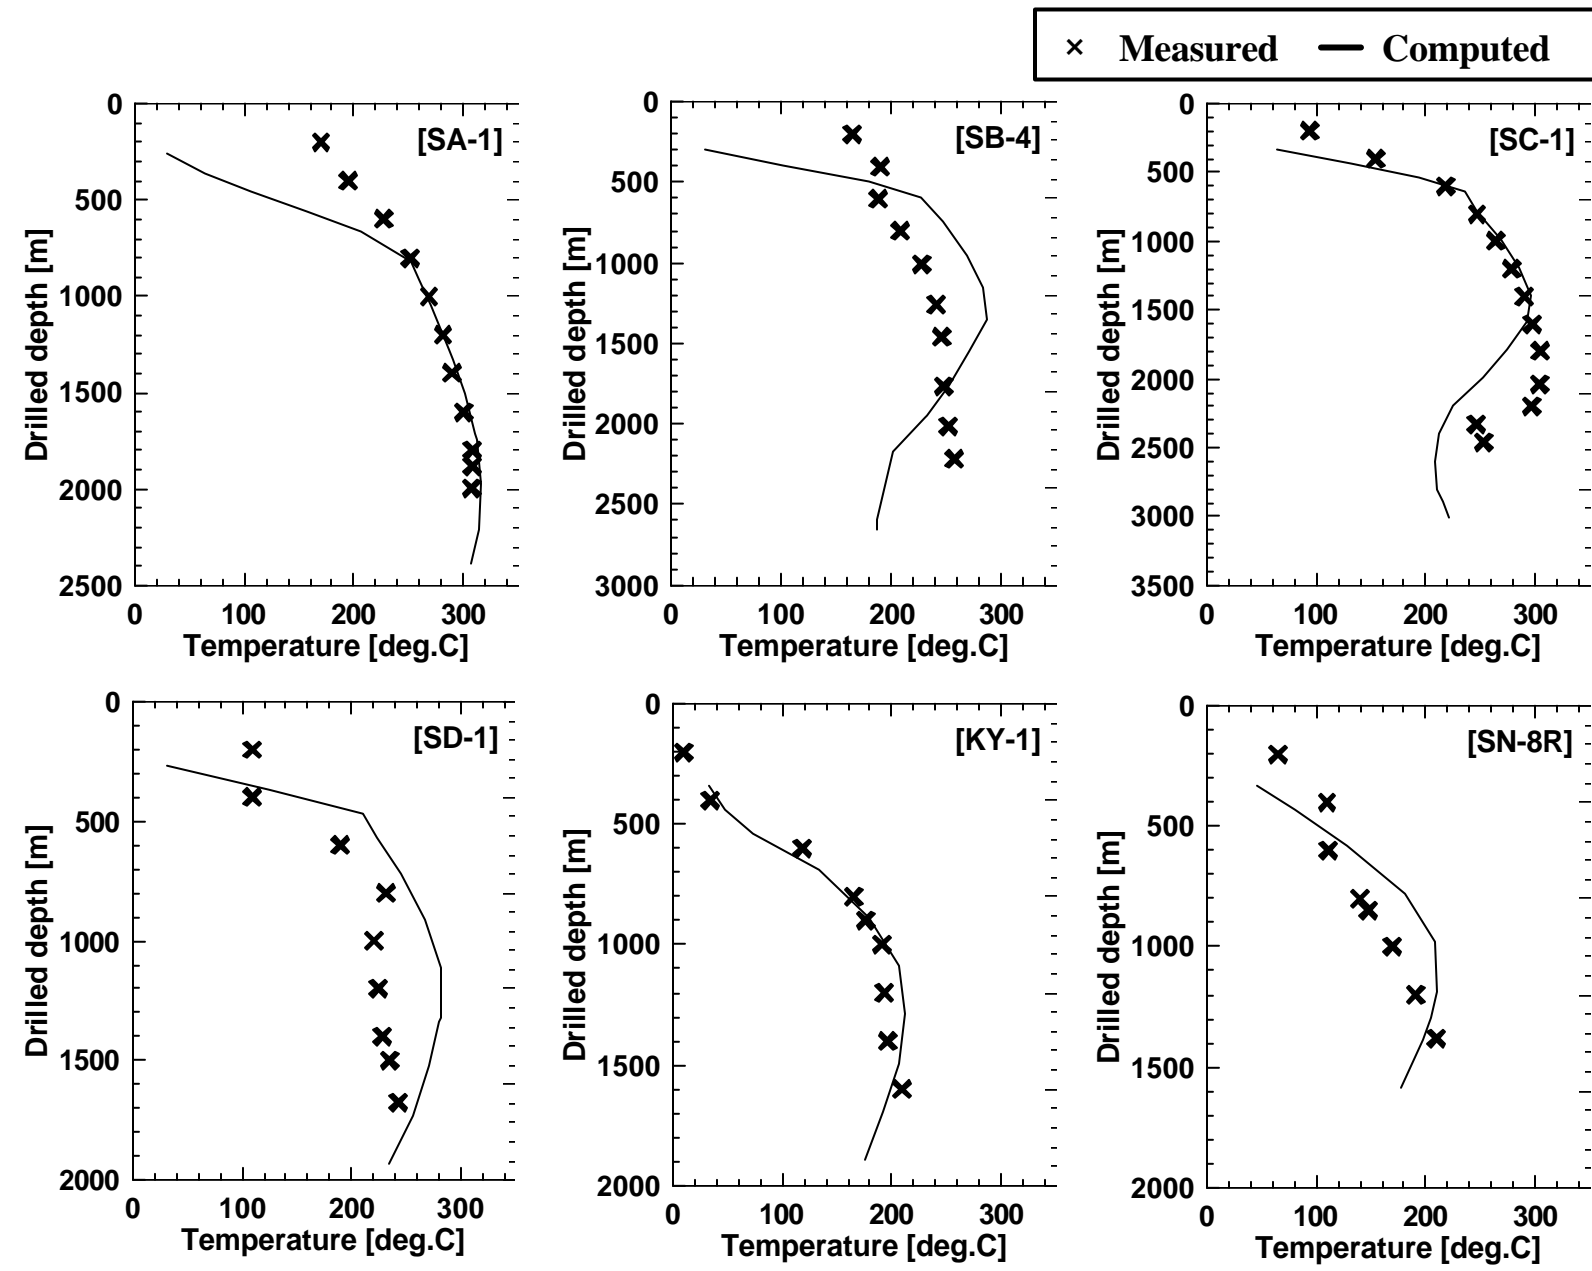 × Measured — Computed
[SA-1]
0
500
1000
1500
2000
2500
Drilled depth [m]
0 100 200 300
Temperature [deg.C]
[SB-4]
0
500
1000
1500
2000
2500
3000
Drilled depth [m]
0 100 200 300
Temperature [deg.C]
[SC-1]
0
500
1000
1500
2000
2500
3000
3500
Drilled depth [m]
0 100 200 300
Temperature [deg.C]
[SD-1]
0
500
1000
1500
2000
Drilled depth [m]
0 100 200 300
Temperature [deg.C]
[KY-1]
0
500
1000
1500
2000
Drilled depth [m]
0 100 200 300
Temperature [deg.C]
[SN-8R]
0
500
1000
1500
2000
Drilled depth [m]
0 100 200 300
Temperature [deg.C]